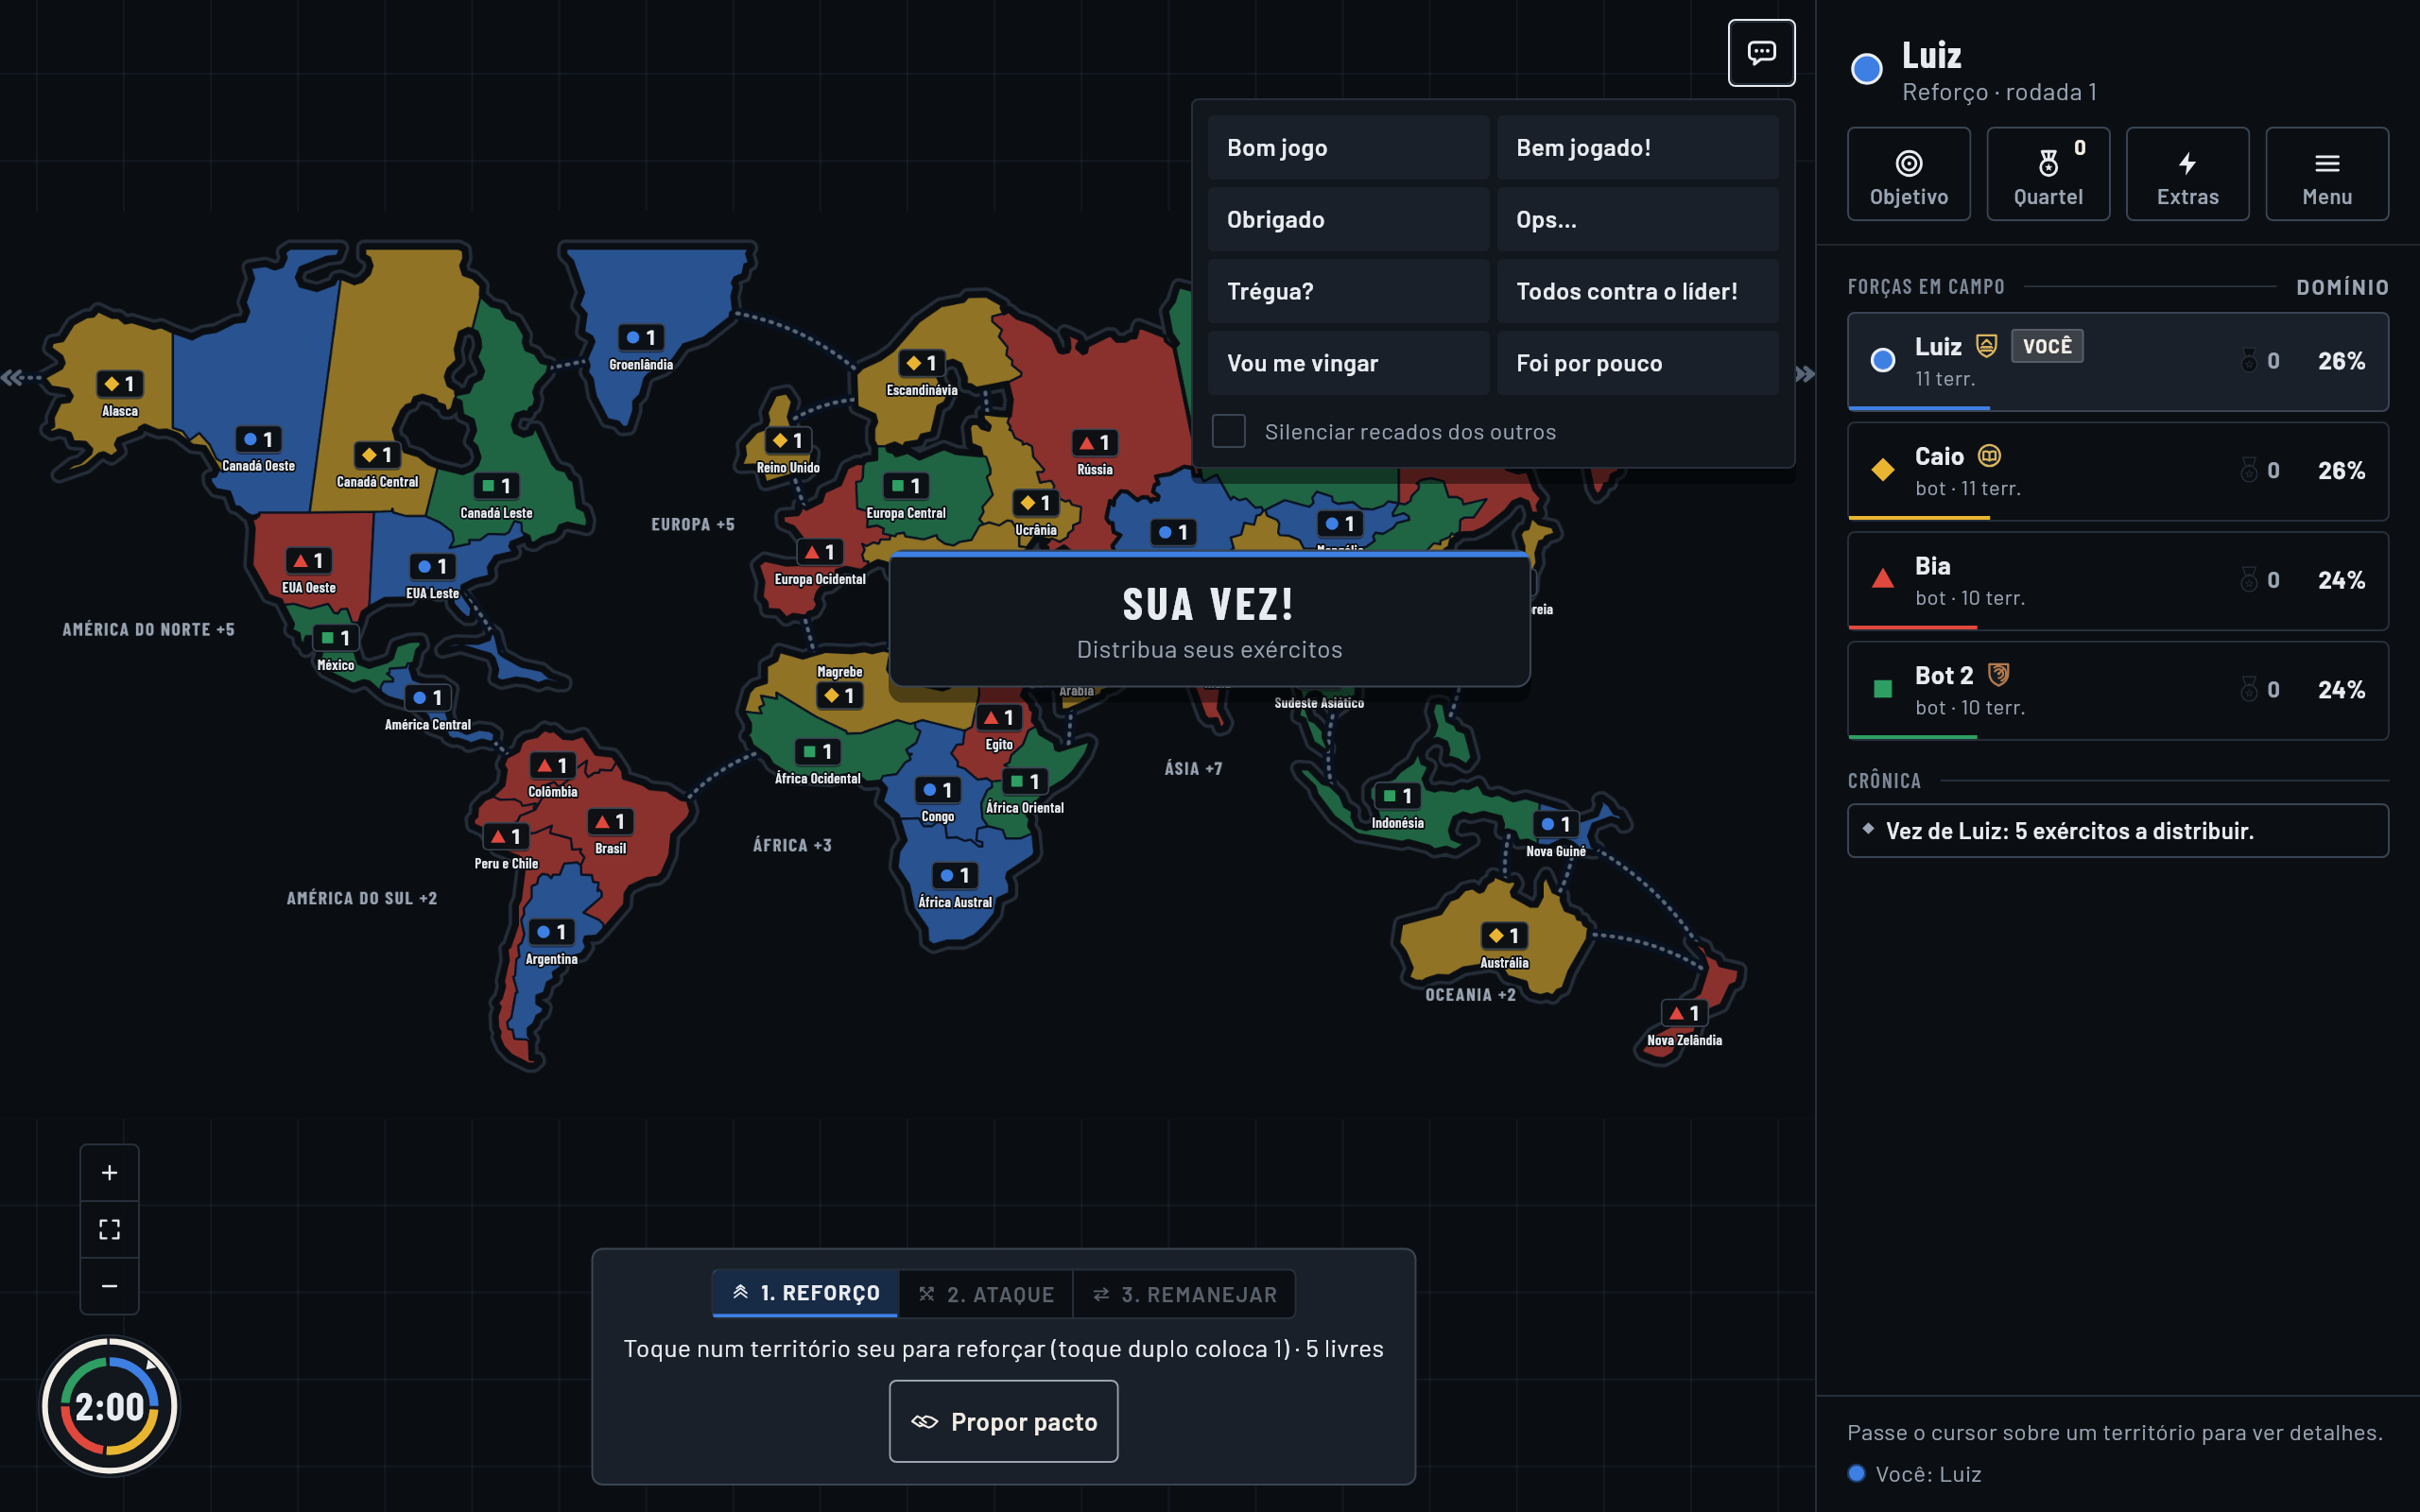 Luiz
Reforço · rodada 1
Objetivo
0
Quartel
Extras
Menu
Bom jogo
Bem jogado!
Obrigado
Ops...
Trégua?
Todos contra o líder!
Vou me vingar
Foi por pouco
Silenciar recados dos outros
FORÇAS EM CAMPO
DOMÍNIO
Luiz VOCÊ
11 terr.
0 26%
Caio
bot · 11 terr.
0 26%
Bia
bot · 10 terr.
0 24%
Bot 2
bot · 10 terr.
0 24%
CRÔNICA
Vez de Luiz: 5 exércitos a distribuir.
1
Alasca
1
Canadá Oeste
1
Canadá Central
1
Canadá Leste
1
Groenlândia
1
EUA Oeste
1
EUA Leste
1
México
1
América Central
AMÉRICA DO NORTE +5
1
Colômbia
1
Peru e Chile
1
Brasil
1
Argentina
AMÉRICA DO SUL +2
EUROPA +5
1
Escandinávia
1
Reino Unido
1
Europa Central
1
Ucrânia
1
Rússia
1
Europa Ocidental
1
1
SUA VEZ!
Distribua seus exércitos
Magrebe
1
1
Egito
1
África Ocidental
1
Congo
1
África Oriental
1
África Austral
ÁFRICA +3
Arábia
Sudeste Asiático
ÁSIA +7
1
Indonésia
1
Nova Guiné
1
Austrália
OCEANIA +2
1
Nova Zelândia
+
−
2:00
1. REFORÇO
2. ATAQUE
3. REMANEJAR
Toque num território seu para reforçar (toque duplo coloca 1) · 5 livres
Propor pacto
Passe o cursor sobre um território para ver detalhes.
Você: Luiz